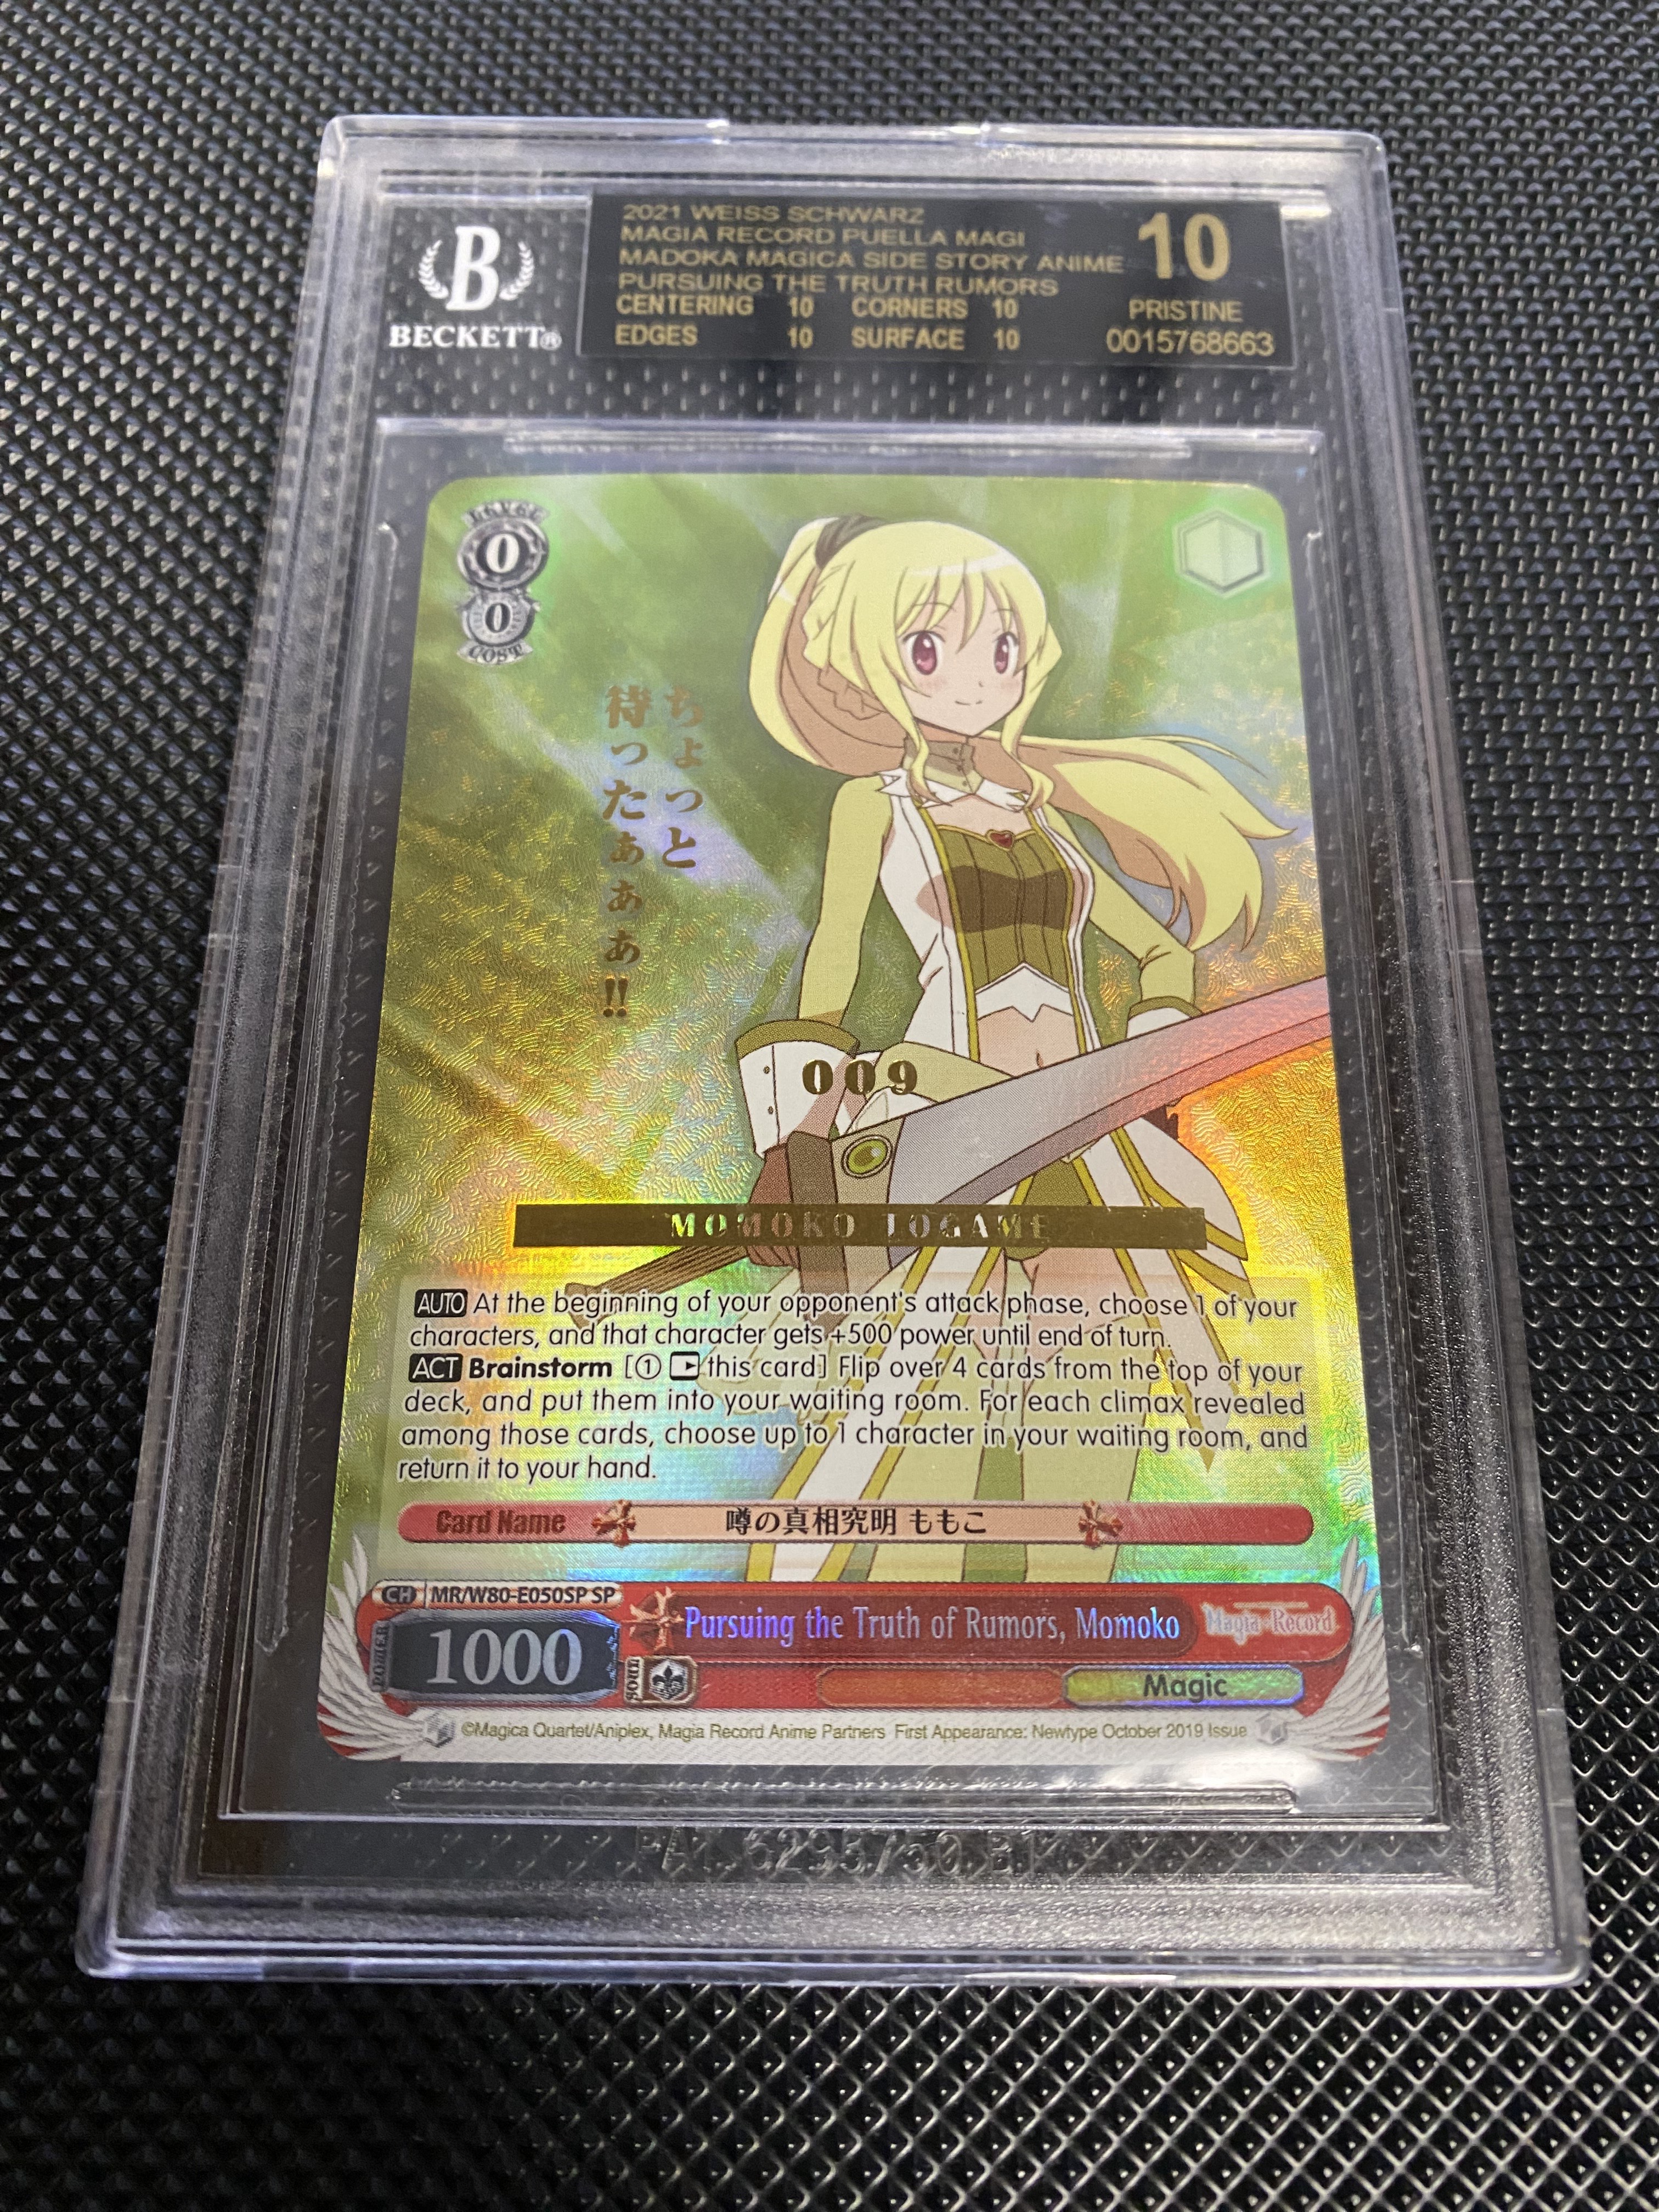 B
BECKETT®
2021 WEISS SCHWARZ
MAGIA RECORD PUELLA MAGI
MADOKA MAGICA SIDE STORY ANIME
PURSUING THE TRUTH RUMORS
CENTERING 10 CORNERS 10
EDGES 10 SURFACE 10
10
PRISTINE
0015768663
LEVEL
0
0
COST
ちょっと
待ったぁぁぁ!!
009
MOMOKO TOGAME
AUTO At the beginning of your opponent's attack phase, choose 1 of your
characters, and that character gets +500 power until end of turn.
ACT Brainstorm [① this card] Flip over 4 cards from the top of your
deck, and put them into your waiting room. For each climax revealed
among those cards, choose up to 1 character in your waiting room, and
return it to your hand.
Card Name 噂の真相究明 ももこ
CH MR/W80-E050SP SP
POWER 1000
Pursuing the Truth of Rumors, Momoko
Magia Record
SOUL
Magic
©Magica Quartet/Aniplex, Magia Record Anime Partners First Appearance: Newtype October 2019 Issue